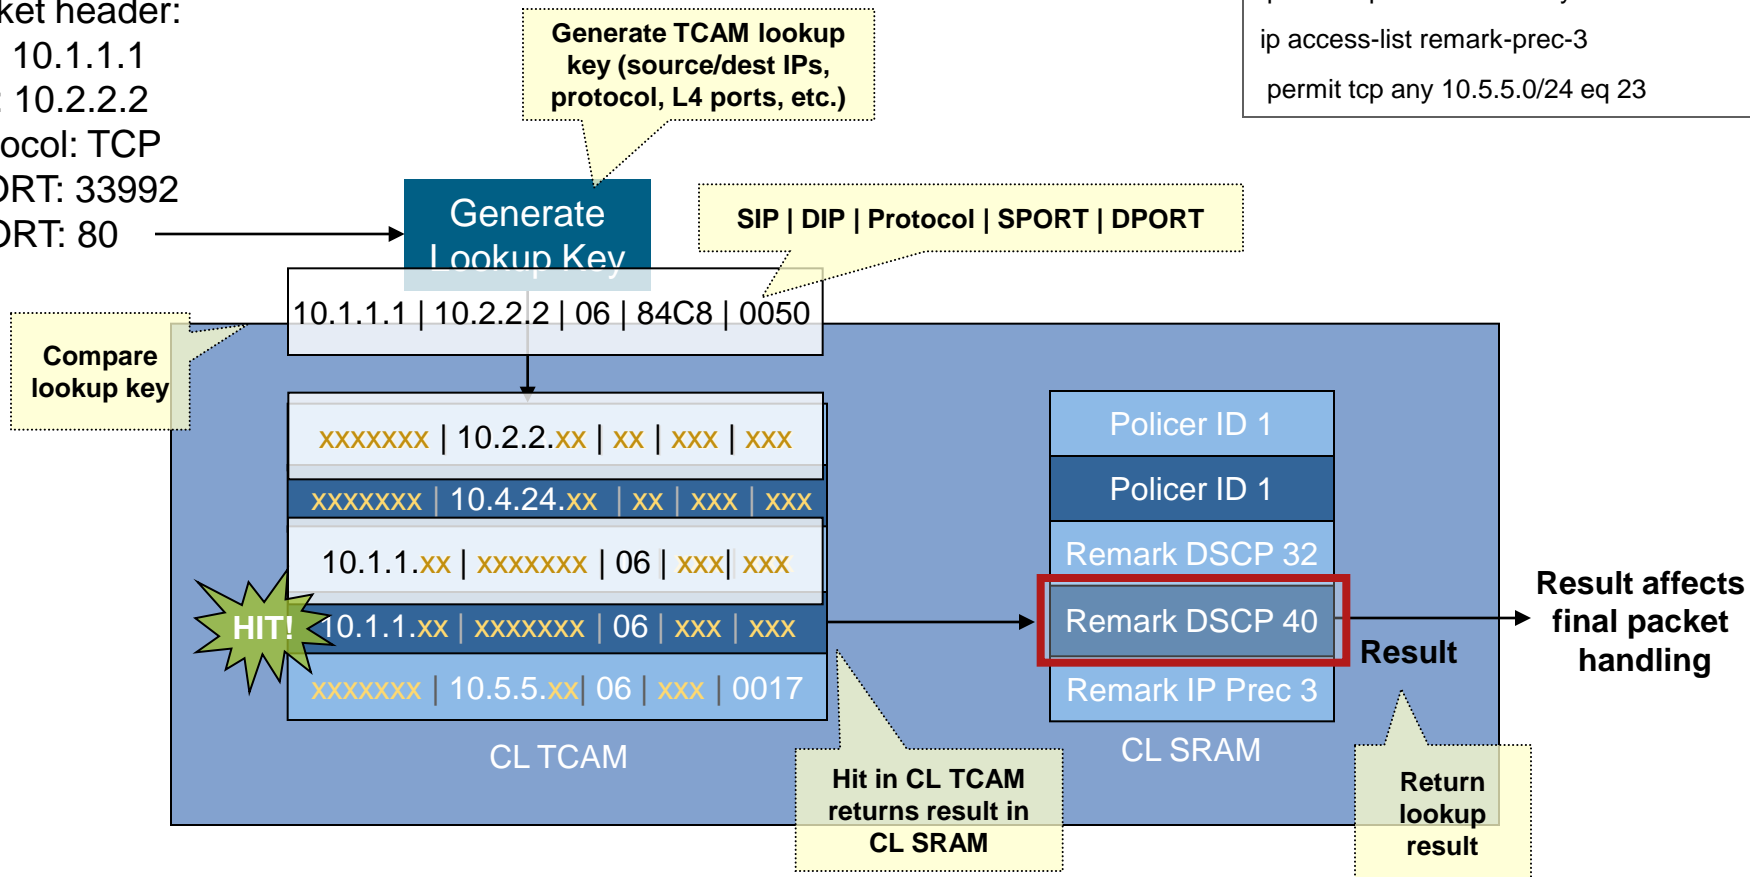 ket header:
10.1.1.1
: 10.2.2.2
ocol: TCP
ORT: 33992
ORT: 80
Generate TCAM lookup
key (source/dest IPs,
protocol, L4 ports, etc.)
ip access-list remark-prec-3
permit tcp any 10.5.5.0/24 eq 23
Generate
Lookup Key
SIP | DIP | Protocol | SPORT | DPORT
10.1.1.1 | 10.2.2.2 | 06 | 84C8 | 0050
Compare
lookup key
xxxxxxx | 10.2.2.xx | xx | xxx | xxx
xxxxxxx | 10.4.24.xx | xx | xxx | xxx
10.1.1.xx | xxxxxxx | 06 | xxx| xxx
HIT!
10.1.1.xx | xxxxxxx | 06 | xxx | xxx
xxxxxxx | 10.5.5.xx| 06 | xxx | 0017
CL TCAM
Policer ID 1
Policer ID 1
Remark DSCP 32
Remark DSCP 40
Remark IP Prec 3
CL SRAM
Result
Result affects
final packet
handling
Hit in CL TCAM
returns result in
CL SRAM
Return
lookup
result